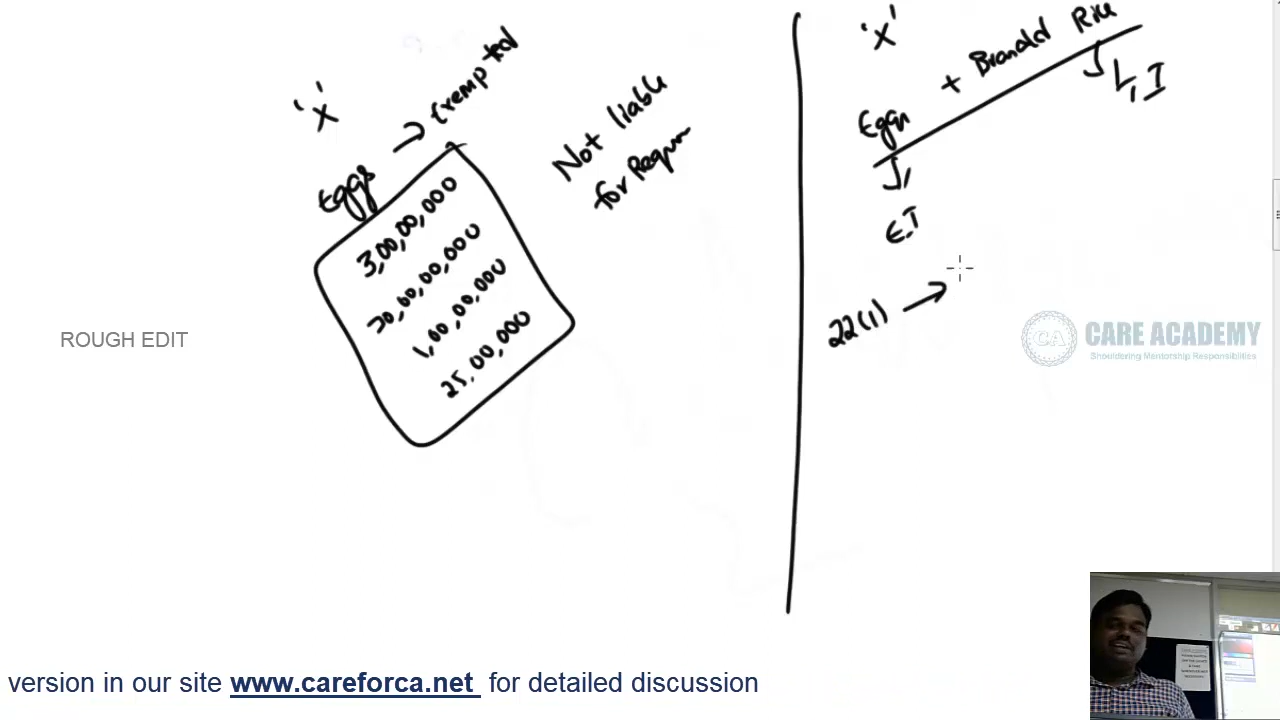 'X'
Eggs → Exempted
3,00,00,000
30,00,00,000
1,00,00,000
25,00,000
Not liable
for Regn
'X'
Eggs + Branded Rice
E.I
L, I
22(1) →
ROUGH EDIT
CA
CARE ACADEMY
Shouldering Mentorship Responsibilities
version in our site www.careforca.net for detailed discussion